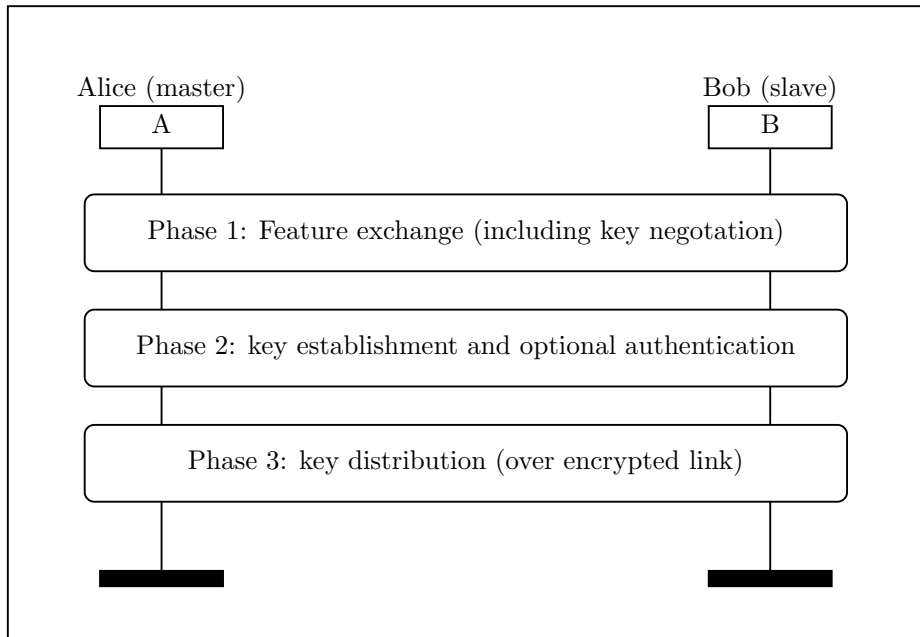 Alice (master)
Bob (slave)
A
B
Phase 1: Feature exchange (including key negotation)
Phase 2: key establishment and optional authentication
Phase 3: key distribution (over encrypted link)